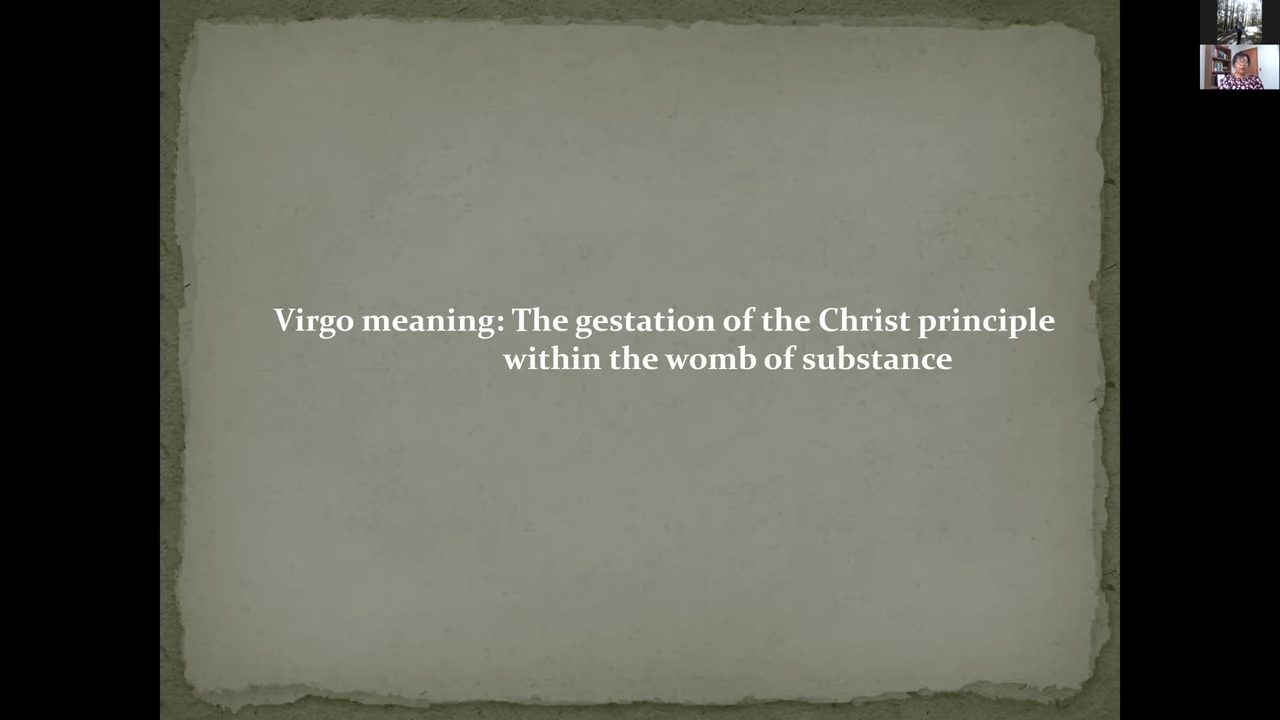 Virgo meaning: The gestation of the Christ principle
within the womb of substance